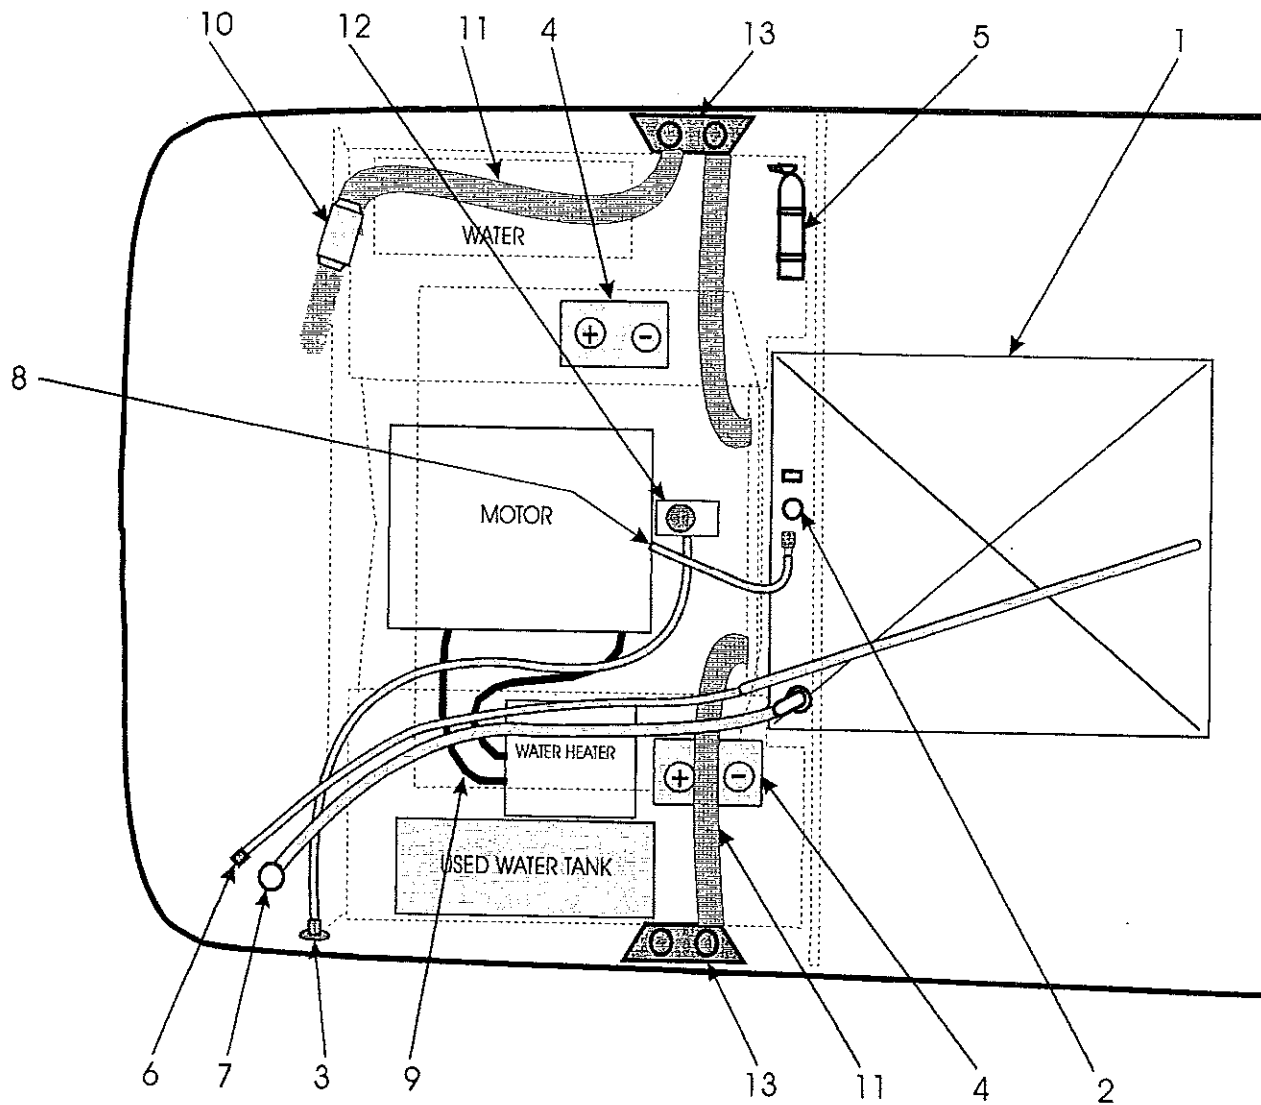 10 11 12 4 13 5 1
WATER
+ −
8
MOTOR
WATER HEATER
+ −
USED WATER TANK
6 7 3 9 13 11 4 2